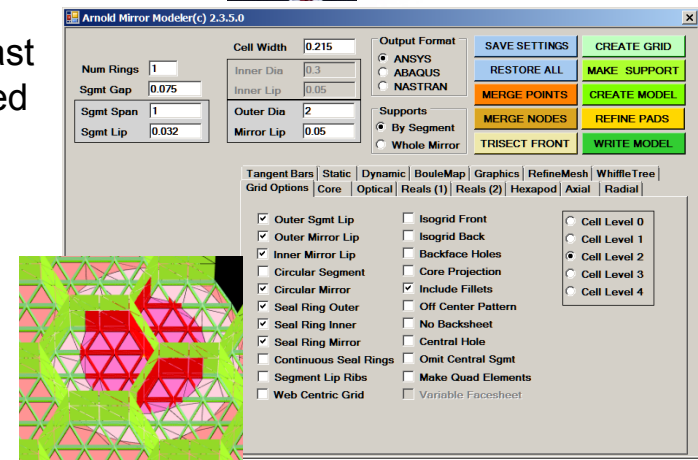 ast
ed
Arnold Mirror Modeler(c) 2.3.5.0
Num Rings 1
Sgmt Gap 0.075
Sgmt Span 1
Sgmt Lip 0.032
Cell Width 0.215
Inner Dia 0.3
Inner Lip 0.05
Outer Dia 2
Mirror Lip 0.05
Output Format
ANSYS
ABAQUS
NASTRAN
Supports
By Segment
Whole Mirror
SAVE SETTINGS CREATE GRID
RESTORE ALL MAKE SUPPORT
MERGE POINTS CREATE MODEL
MERGE NODES REFINE PADS
TRISECT FRONT WRITE MODEL
Tangent Bars Static Dynamic BouleMap Graphics RefineMesh WhiffleTree
Grid Options Core Optical Reals (1) Reals (2) Hexapod Axial Radial
Outer Sgmt Lip
Outer Mirror Lip
Inner Mirror Lip
Circular Segment
Circular Mirror
Seal Ring Outer
Seal Ring Inner
Seal Ring Mirror
Continuous Seal Rings
Segment Lip Ribs
Web Centric Grid
Isogrid Front
Isogrid Back
Backface Holes
Core Projection
Include Fillets
Off Center Pattern
No Backsheet
Central Hole
Omit Central Sgmt
Make Quad Elements
Variable Facesheet
Cell Level 0
Cell Level 1
Cell Level 2
Cell Level 3
Cell Level 4